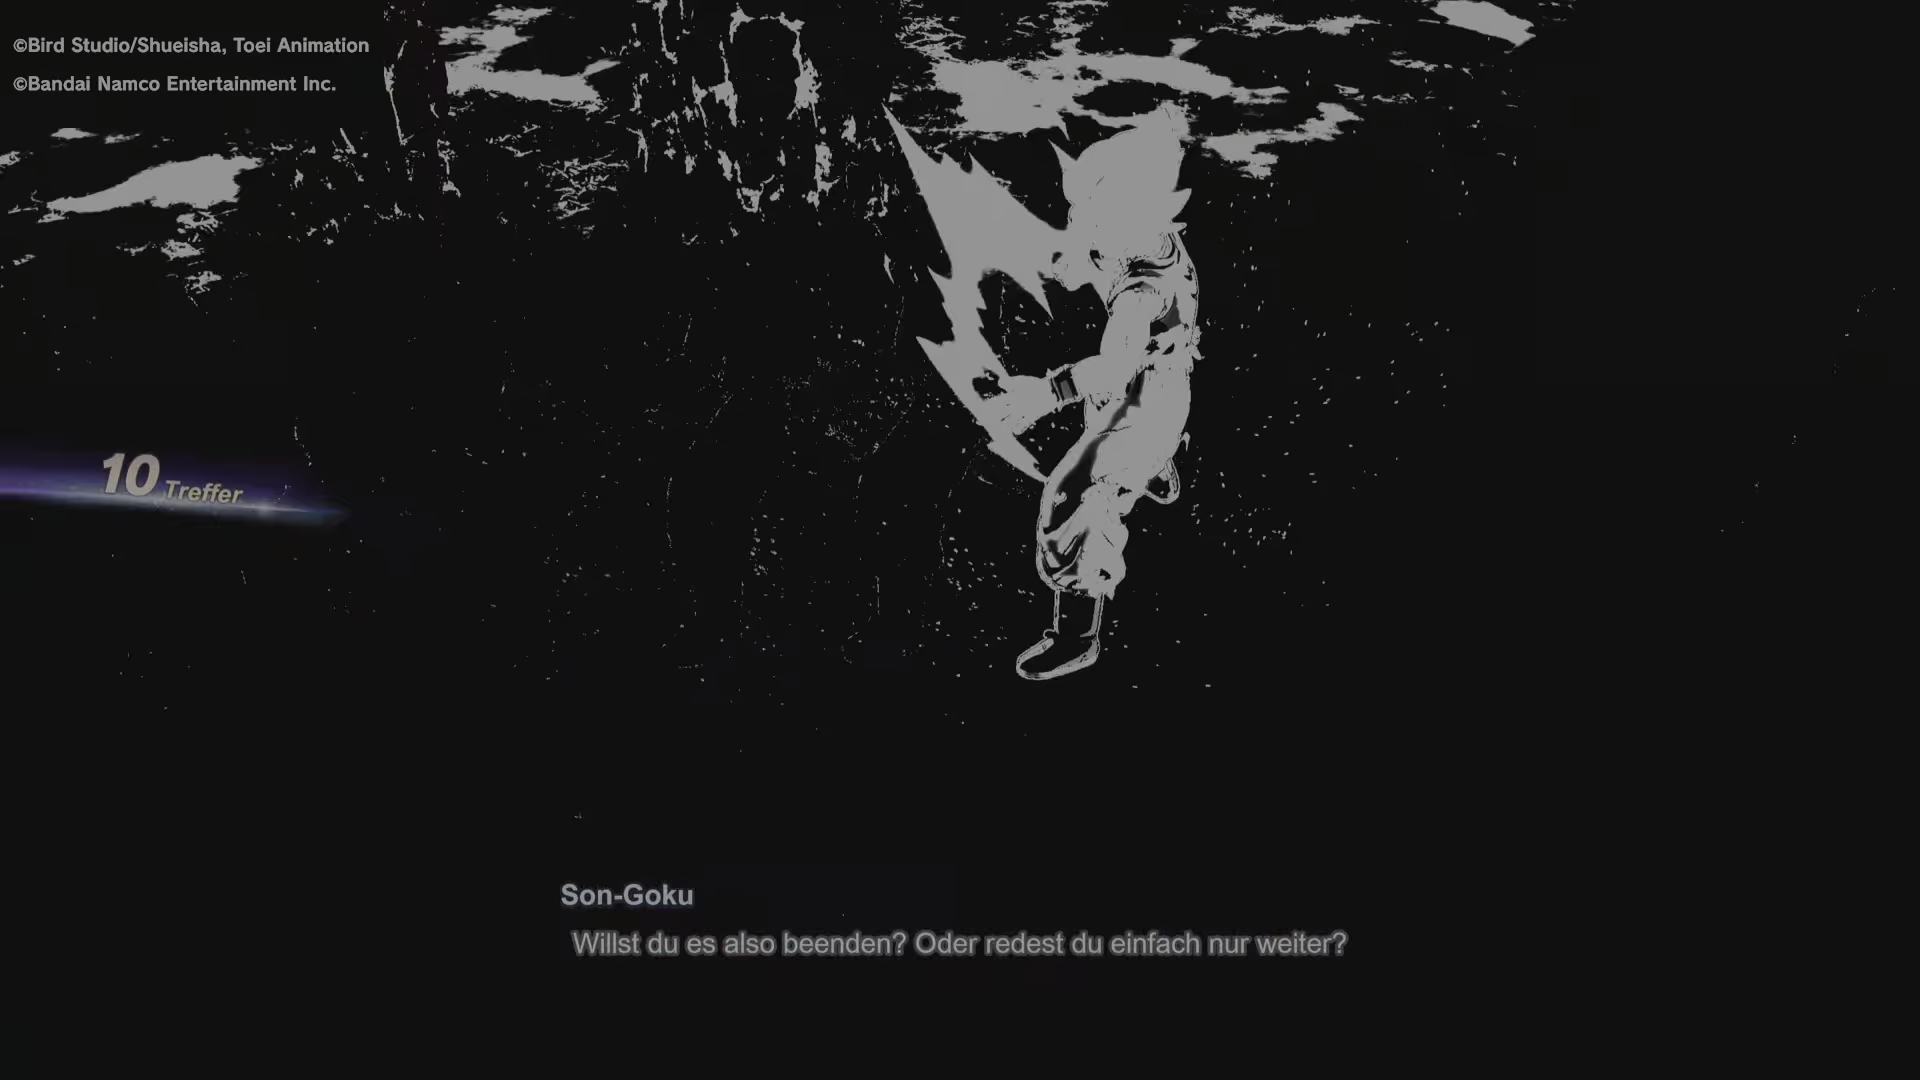 ©Bird Studio/Shueisha, Toei Animation
©Bandai Namco Entertainment Inc.
10 Treffer
Son-Goku
Willst du es also beenden? Oder redest du einfach nur weiter?